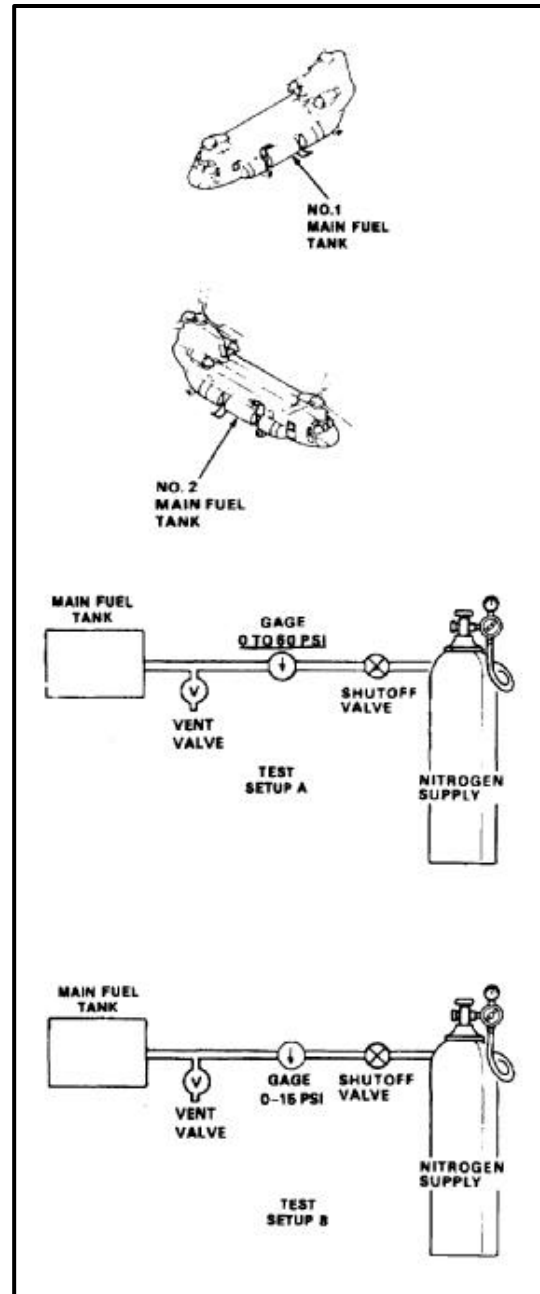 NO.1
MAIN FUEL
TANK
NO. 2
MAIN FUEL
TANK
MAIN FUEL
TANK
GAGE
0 TO 60 PSI
V
VENT
VALVE
SHUTOFF
VALVE
TEST
SETUP A
NITROGEN
SUPPLY
MAIN FUEL
TANK
V
VENT
VALVE
GAGE
0-15 PSI
SHUTOFF
VALVE
NITROGEN
SUPPLY
TEST
SETUP B